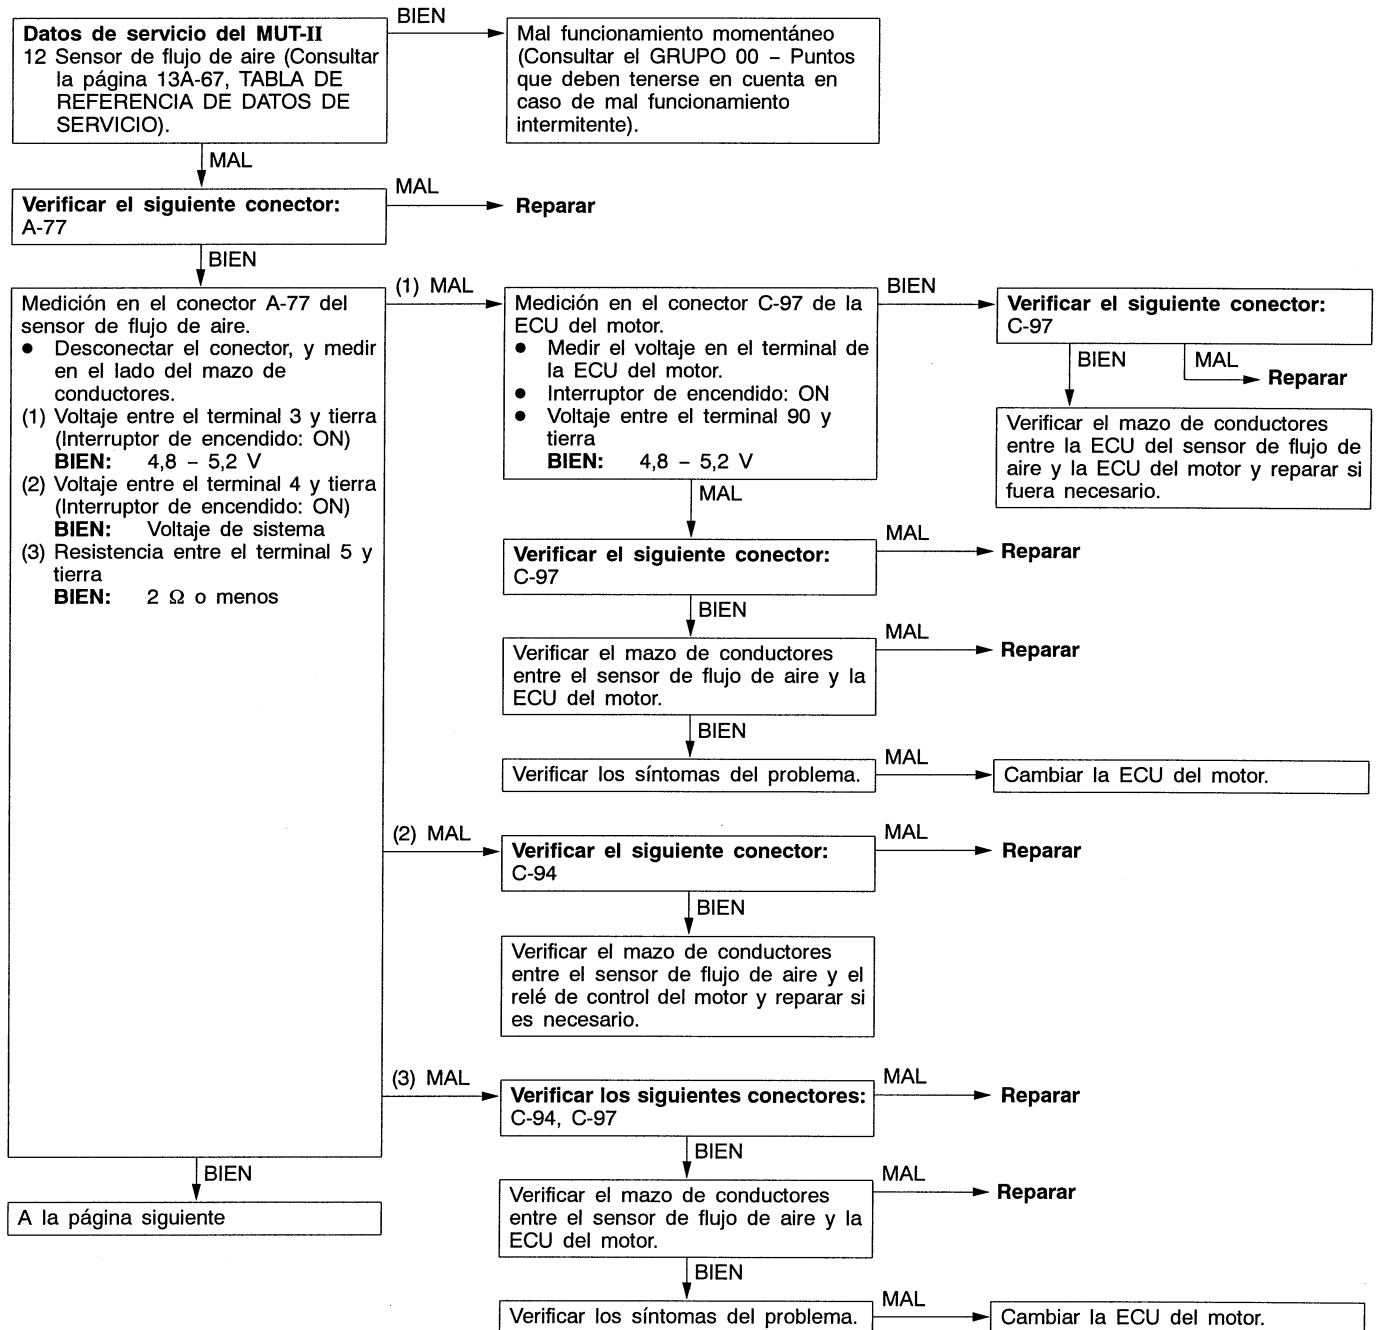 Datos de servicio del MUT-II
12 Sensor de flujo de aire (Consultar
la página 13A-67, TABLA DE
REFERENCIA DE DATOS DE
SERVICIO).
BIEN
Mal funcionamiento momentáneo
(Consultar el GRUPO 00 – Puntos
que deben tenerse en cuenta en
caso de mal funcionamiento
intermitente).
MAL
Verificar el siguiente conector:
A-77
MAL
Reparar
BIEN
Medición en el conector A-77 del
sensor de flujo de aire.
● Desconectar el conector, y medir
en el lado del mazo de
conductores.
(1) Voltaje entre el terminal 3 y tierra
(Interruptor de encendido: ON)
BIEN: 4,8 – 5,2 V
(2) Voltaje entre el terminal 4 y tierra
(Interruptor de encendido: ON)
BIEN: Voltaje de sistema
(3) Resistencia entre el terminal 5 y
tierra
BIEN: 2 Ω o menos
(1) MAL
Medición en el conector C-97 de la
ECU del motor.
● Medir el voltaje en el terminal de
la ECU del motor.
● Interruptor de encendido: ON
● Voltaje entre el terminal 90 y
tierra
BIEN: 4,8 – 5,2 V
BIEN
Verificar el siguiente conector:
C-97
BIEN
MAL
Reparar
Verificar el mazo de conductores
entre la ECU del sensor de flujo de
aire y la ECU del motor y reparar si
fuera necesario.
MAL
Verificar el siguiente conector:
C-97
MAL
Reparar
BIEN
Verificar el mazo de conductores
entre el sensor de flujo de aire y la
ECU del motor.
MAL
Reparar
BIEN
Verificar los síntomas del problema.
MAL
Cambiar la ECU del motor.
(2) MAL
Verificar el siguiente conector:
C-94
MAL
Reparar
BIEN
Verificar el mazo de conductores
entre el sensor de flujo de aire y el
relé de control del motor y reparar si
es necesario.
(3) MAL
Verificar los siguientes conectores:
C-94, C-97
MAL
Reparar
BIEN
Verificar el mazo de conductores
entre el sensor de flujo de aire y la
ECU del motor.
MAL
Reparar
BIEN
Verificar los síntomas del problema.
MAL
Cambiar la ECU del motor.
BIEN
A la página siguiente